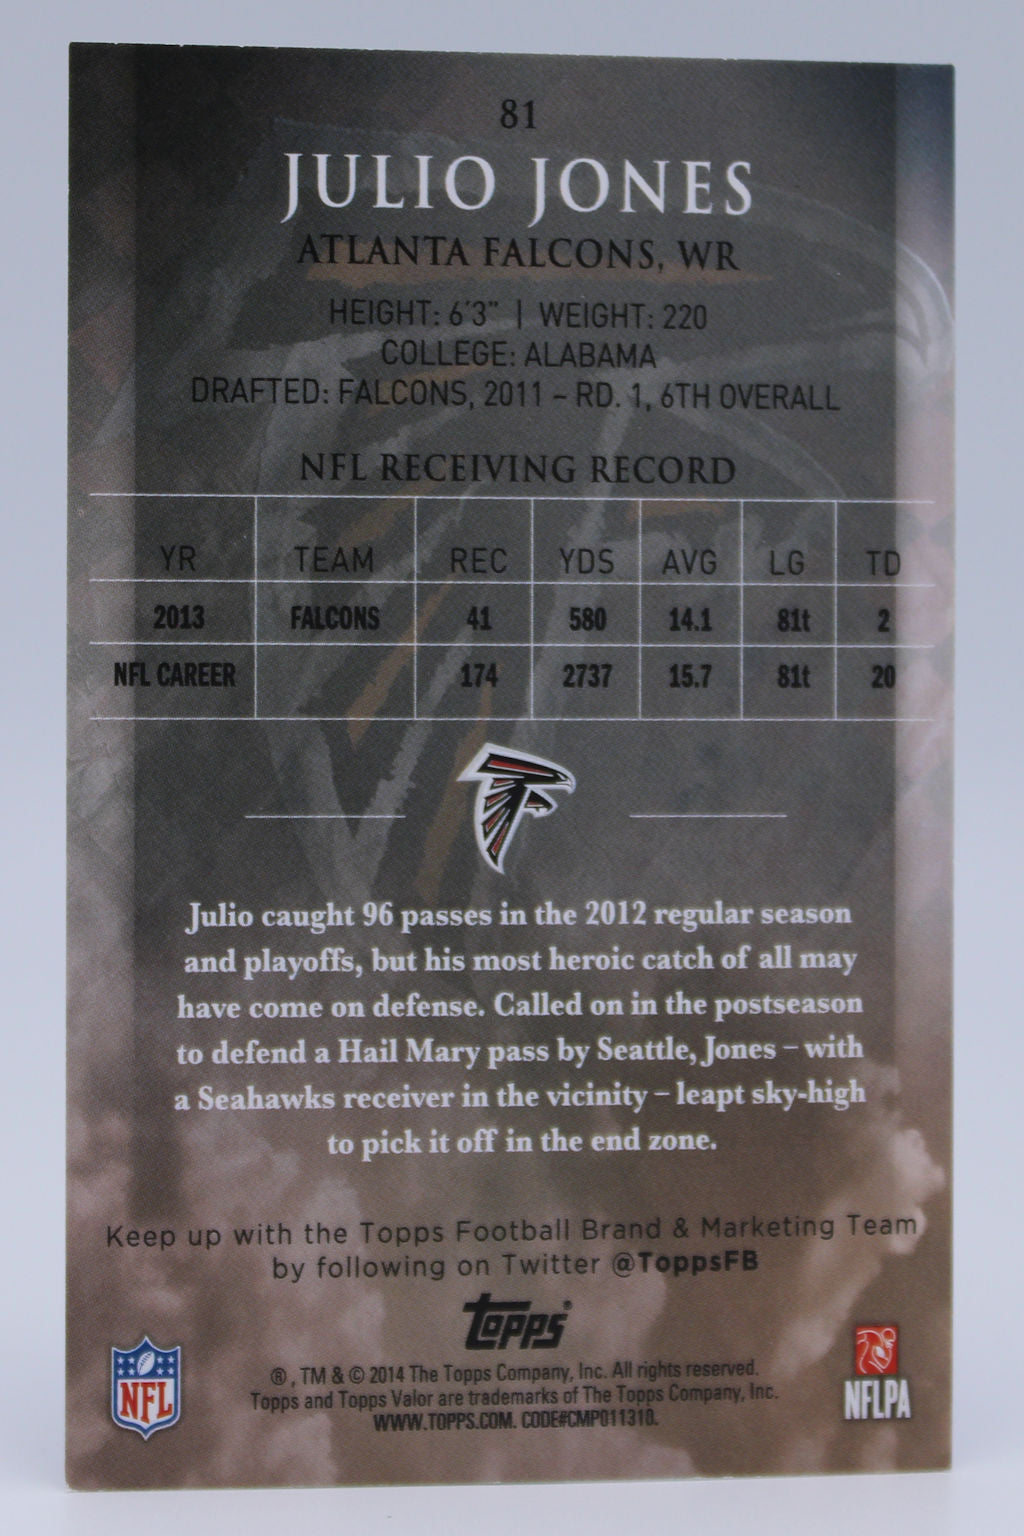 81
JULIO JONES
ATLANTA FALCONS, WR
HEIGHT: 6'3" | WEIGHT: 220
COLLEGE: ALABAMA
DRAFTED: FALCONS, 2011 – RD. 1, 6TH OVERALL
NFL RECEIVING RECORD
YR TEAM REC YDS AVG LG TD
2013 FALCONS 41 580 14.1 81t 2
NFL CAREER 174 2737 15.7 81t 20
Julio caught 96 passes in the 2012 regular season
and playoffs, but his most heroic catch of all may
have come on defense. Called on in the postseason
to defend a Hail Mary pass by Seattle, Jones – with
a Seahawks receiver in the vicinity – leapt sky-high
to pick it off in the end zone.
Keep up with the Topps Football Brand & Marketing Team
by following on Twitter @ToppsFB
topps®
NFL
® , TM & © 2014 The Topps Company, Inc. All rights reserved.
Topps and Topps Valor are trademarks of The Topps Company, Inc.
WWW.TOPPS.COM. CODE#CMP011310.
NFLPA